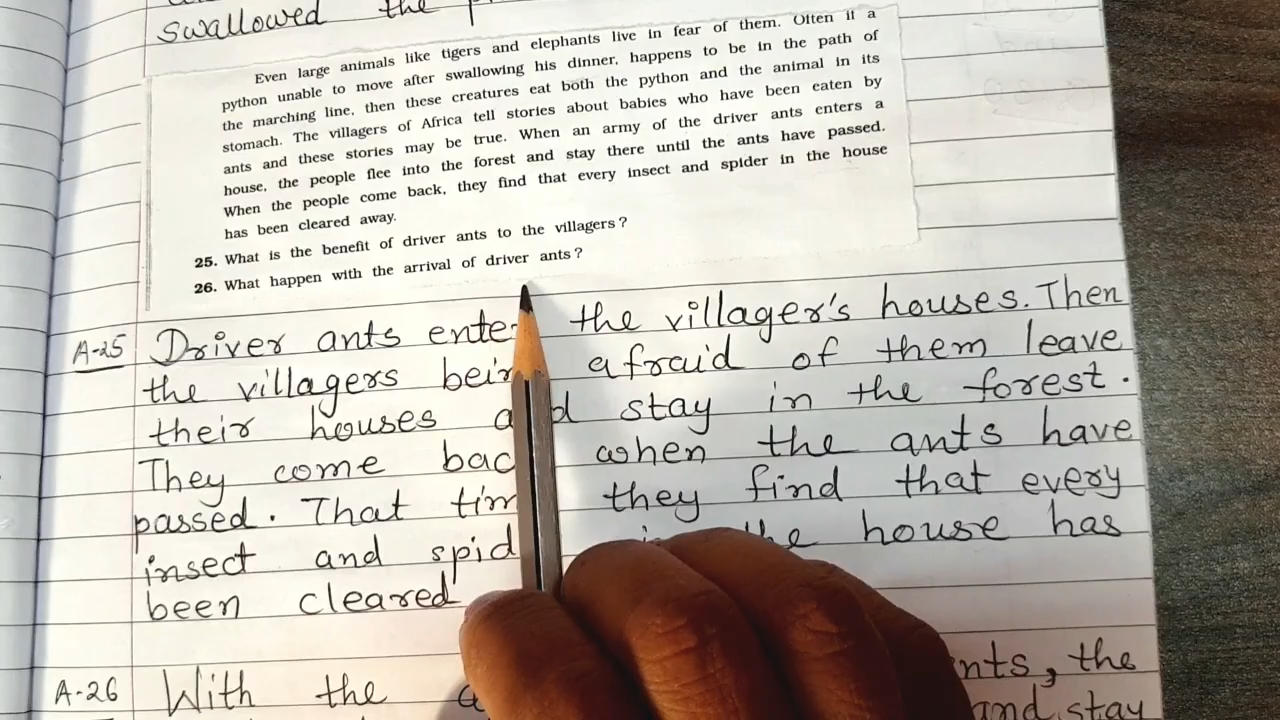 swallowed the
Even large animals like tigers and elephants live in fear of them. Often if a
python unable to move after swallowing his dinner, happens to be in the path of
the marching line, then these creatures eat both the python and the animal in its
stomach. The villagers of Africa tell stories about babies who have been eaten by
ants and these stories may be true. When an army of the driver ants enters a
house, the people flee into the forest and stay there until the ants have passed.
When the people come back, they find that every insect and spider in the house
has been cleared away.
25. What is the benefit of driver ants to the villagers?
26. What happen with the arrival of driver ants?
A-25 Driver ants ente the villager's houses. Then
the villagers bein afraid of them leave
their houses a d stay in the forest.
They come bac when the ants have
passed. That tim they find that every
insect and spid the house has
been cleared
A-26 With the nts, the
and stay